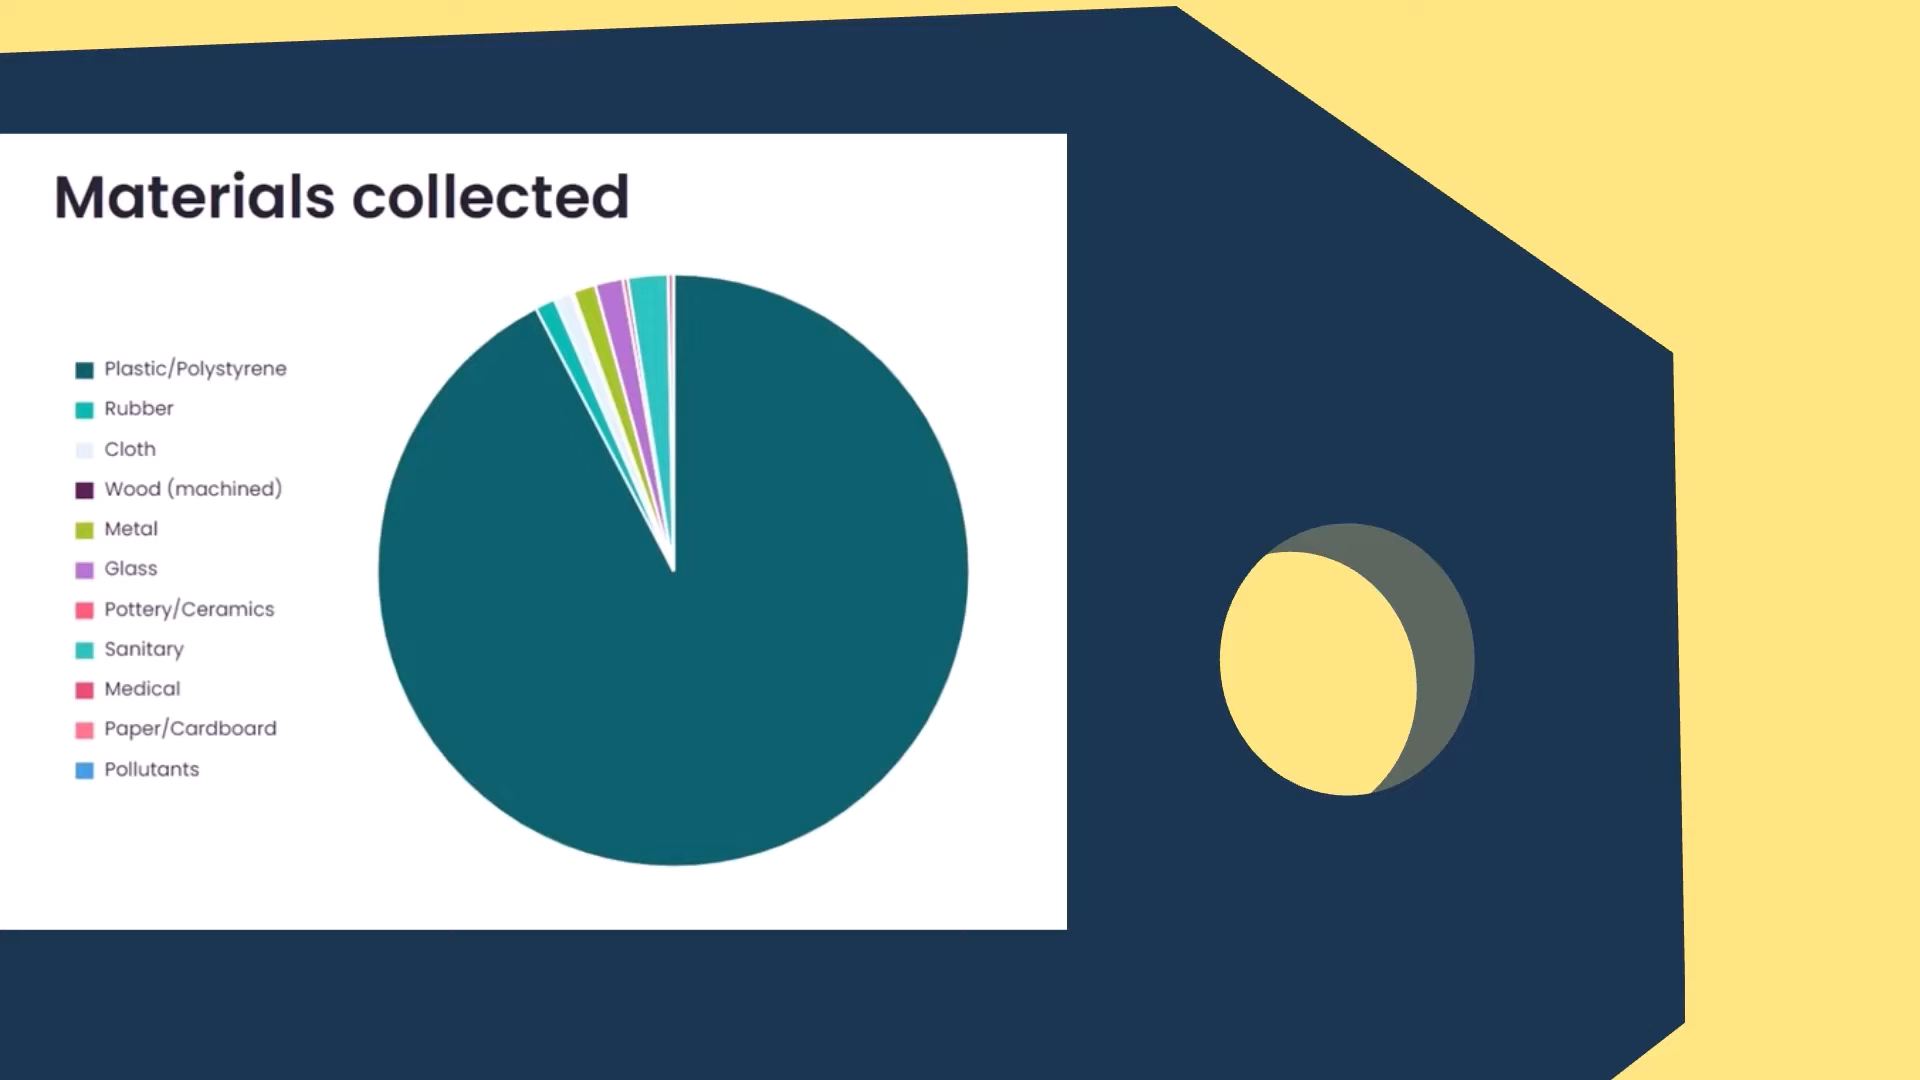 Materials collected
Plastic/Polystyrene
Rubber
Cloth
Wood (machined)
Metal
Glass
Pottery/Ceramics
Sanitary
Medical
Paper/Cardboard
Pollutants